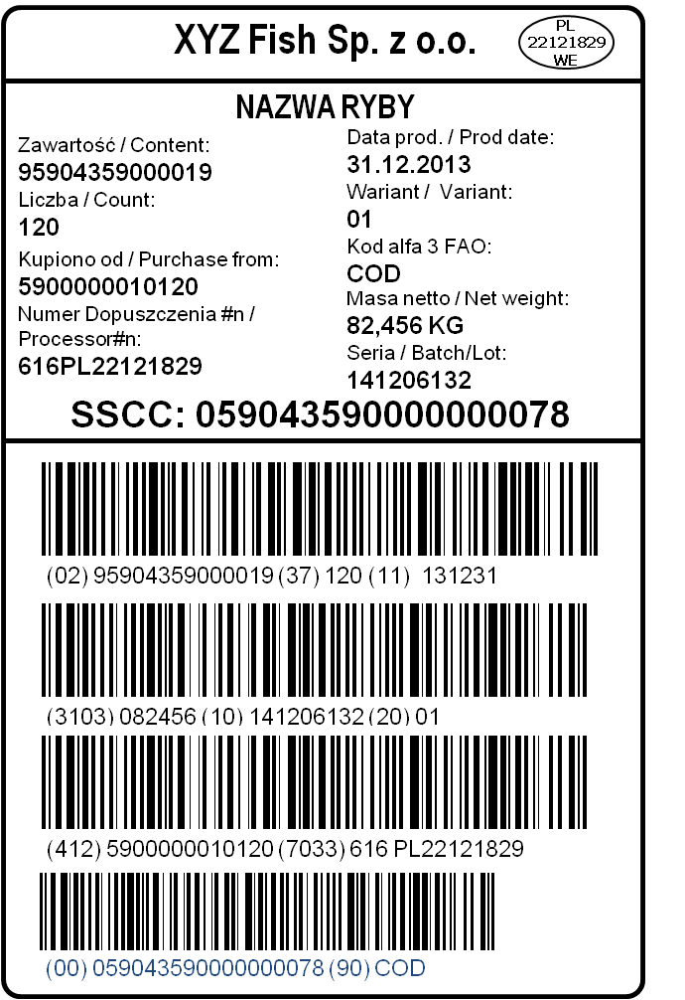 XYZ Fish Sp. z o.o.
PL
22121829
WE
NAZWA RYBY
Zawartość / Content:
95904359000019
Liczba / Count:
120
Kupiono od / Purchase from:
5900000010120
Numer Dopuszczenia #n /
Processor#n:
616PL22121829
Data prod. / Prod date:
31.12.2013
Wariant / Variant:
01
Kod alfa 3 FAO:
COD
Masa netto / Net weight:
82,456 KG
Seria / Batch/Lot:
141206132
SSCC: 059043590000000078
(02) 95904359000019 (37) 120 (11) 131231
(3103) 082456 (10) 141206132 (20) 01
(412) 5900000010120 (7033) 616 PL22121829
(00) 059043590000000078 (90) COD